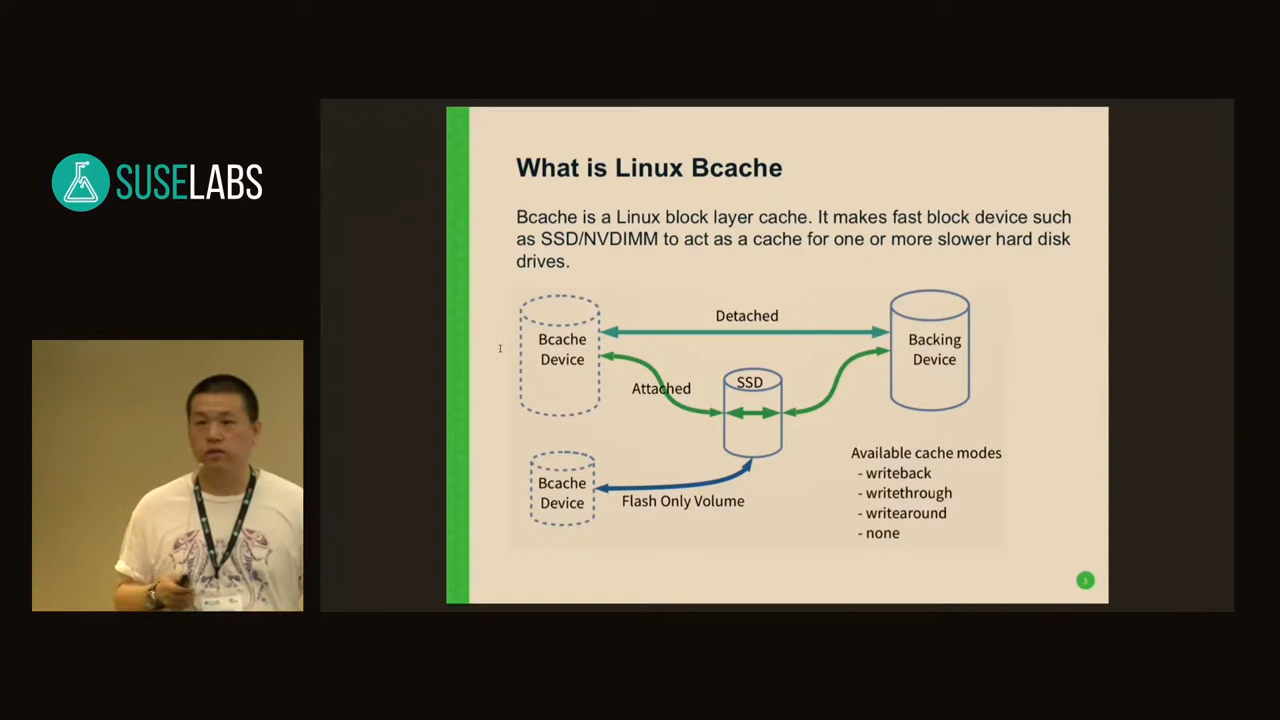 SUSELABS
What is Linux Bcache
Bcache is a Linux block layer cache. It makes fast block device such
as SSD/NVDIMM to act as a cache for one or more slower hard disk
drives.
Detached
Bcache
Device
Backing
Device
SSD
Attached
Bcache
Device
Flash Only Volume
Available cache modes
- writeback
- writethrough
- writearound
- none
3